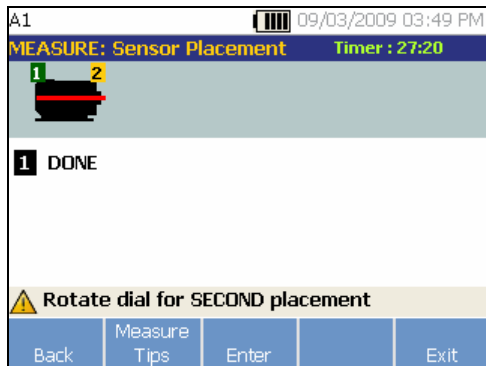 A1 09/03/2009 03:49 PM
MEASURE: Sensor Placement Timer : 27:20
1 2
1 DONE
Rotate dial for SECOND placement
Back Measure Tips Enter Exit